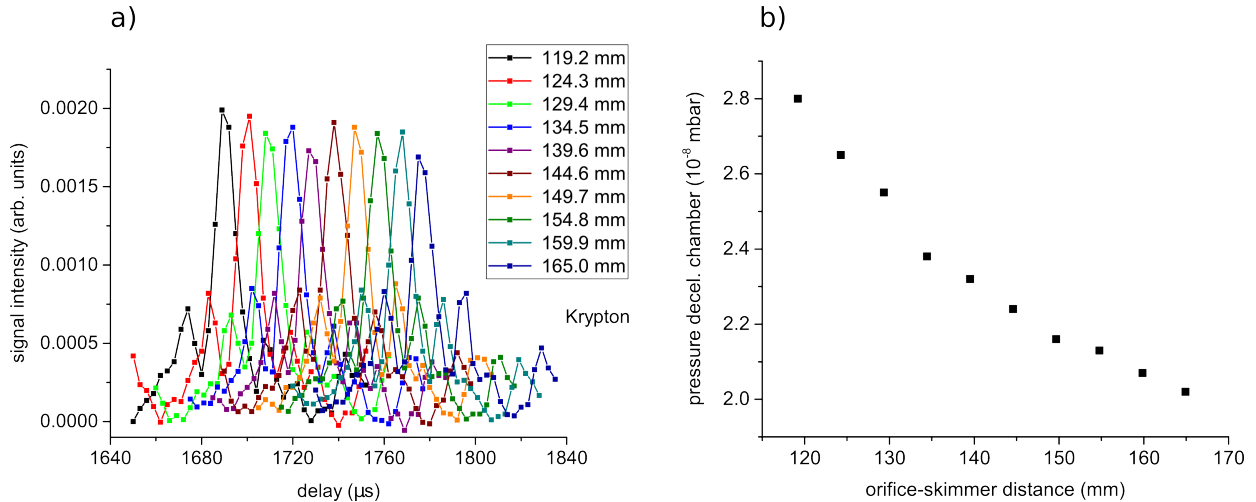 a)
0.0020
0.0015
0.0010
0.0005
0.0000
signal intensity (arb. units)
1640 1680 1720 1760 1800 1840
delay (µs)
119.2 mm
124.3 mm
129.4 mm
134.5 mm
139.6 mm
144.6 mm
149.7 mm
154.8 mm
159.9 mm
165.0 mm
Krypton
b)
2.8
2.6
2.4
2.2
2.0
pressure decel. chamber (10⁻⁸ mbar)
120 130 140 150 160 170
orifice-skimmer distance (mm)